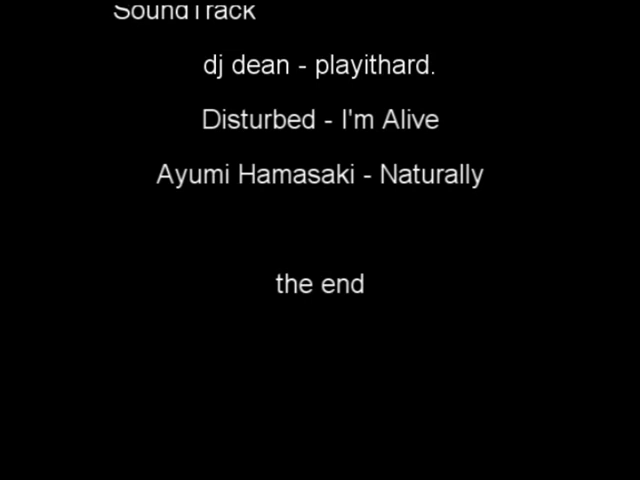 SoundTrack
dj dean - playithard.
Disturbed - I'm Alive
Ayumi Hamasaki - Naturally
the end